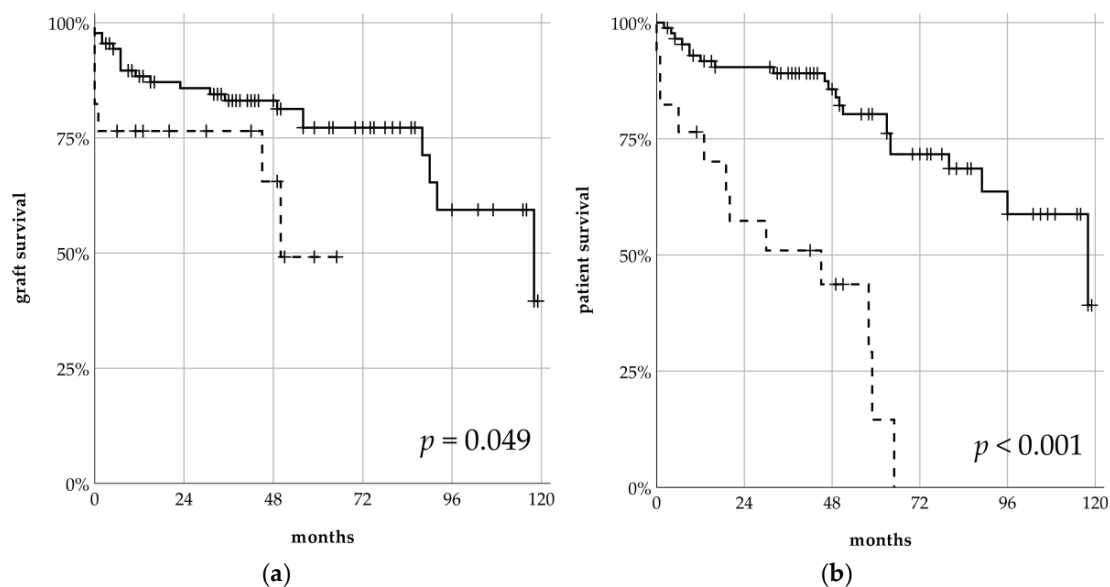 100%
75%
50%
25%
0%
graft survival
p = 0.049
0 24 48 72 96 120
months
(a)
100%
75%
50%
25%
0%
patient survival
p < 0.001
0 24 48 72 96 120
months
(b)